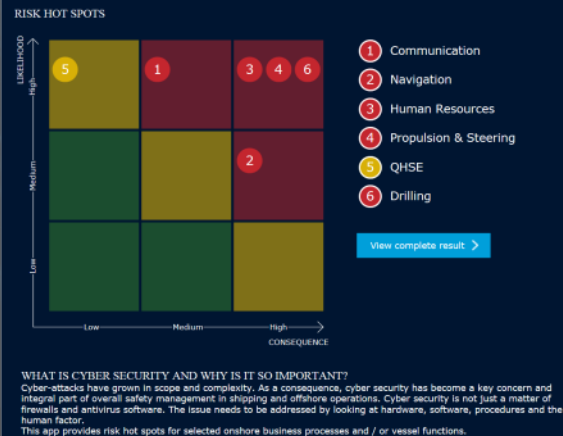 RISK HOT SPOTS
LIKELIHOOD
High
Medium
Low
5
1
3 4 6
2
Low
Medium
High
CONSEQUENCE
1 Communication
2 Navigation
3 Human Resources
4 Propulsion & Steering
5 QHSE
6 Drilling
View complete result
WHAT IS CYBER SECURITY AND WHY IS IT SO IMPORTANT?
Cyber-attacks have grown in scope and complexity. As a consequence, cyber security has become a key concern and
integral part of overall safety management in shipping and offshore operations. Cyber security is not just a matter of
firewalls and antivirus software. The issue needs to be addressed by looking at hardware, software, procedures and the
human factor.
This app provides risk hot spots for selected onshore business processes and / or vessel functions.